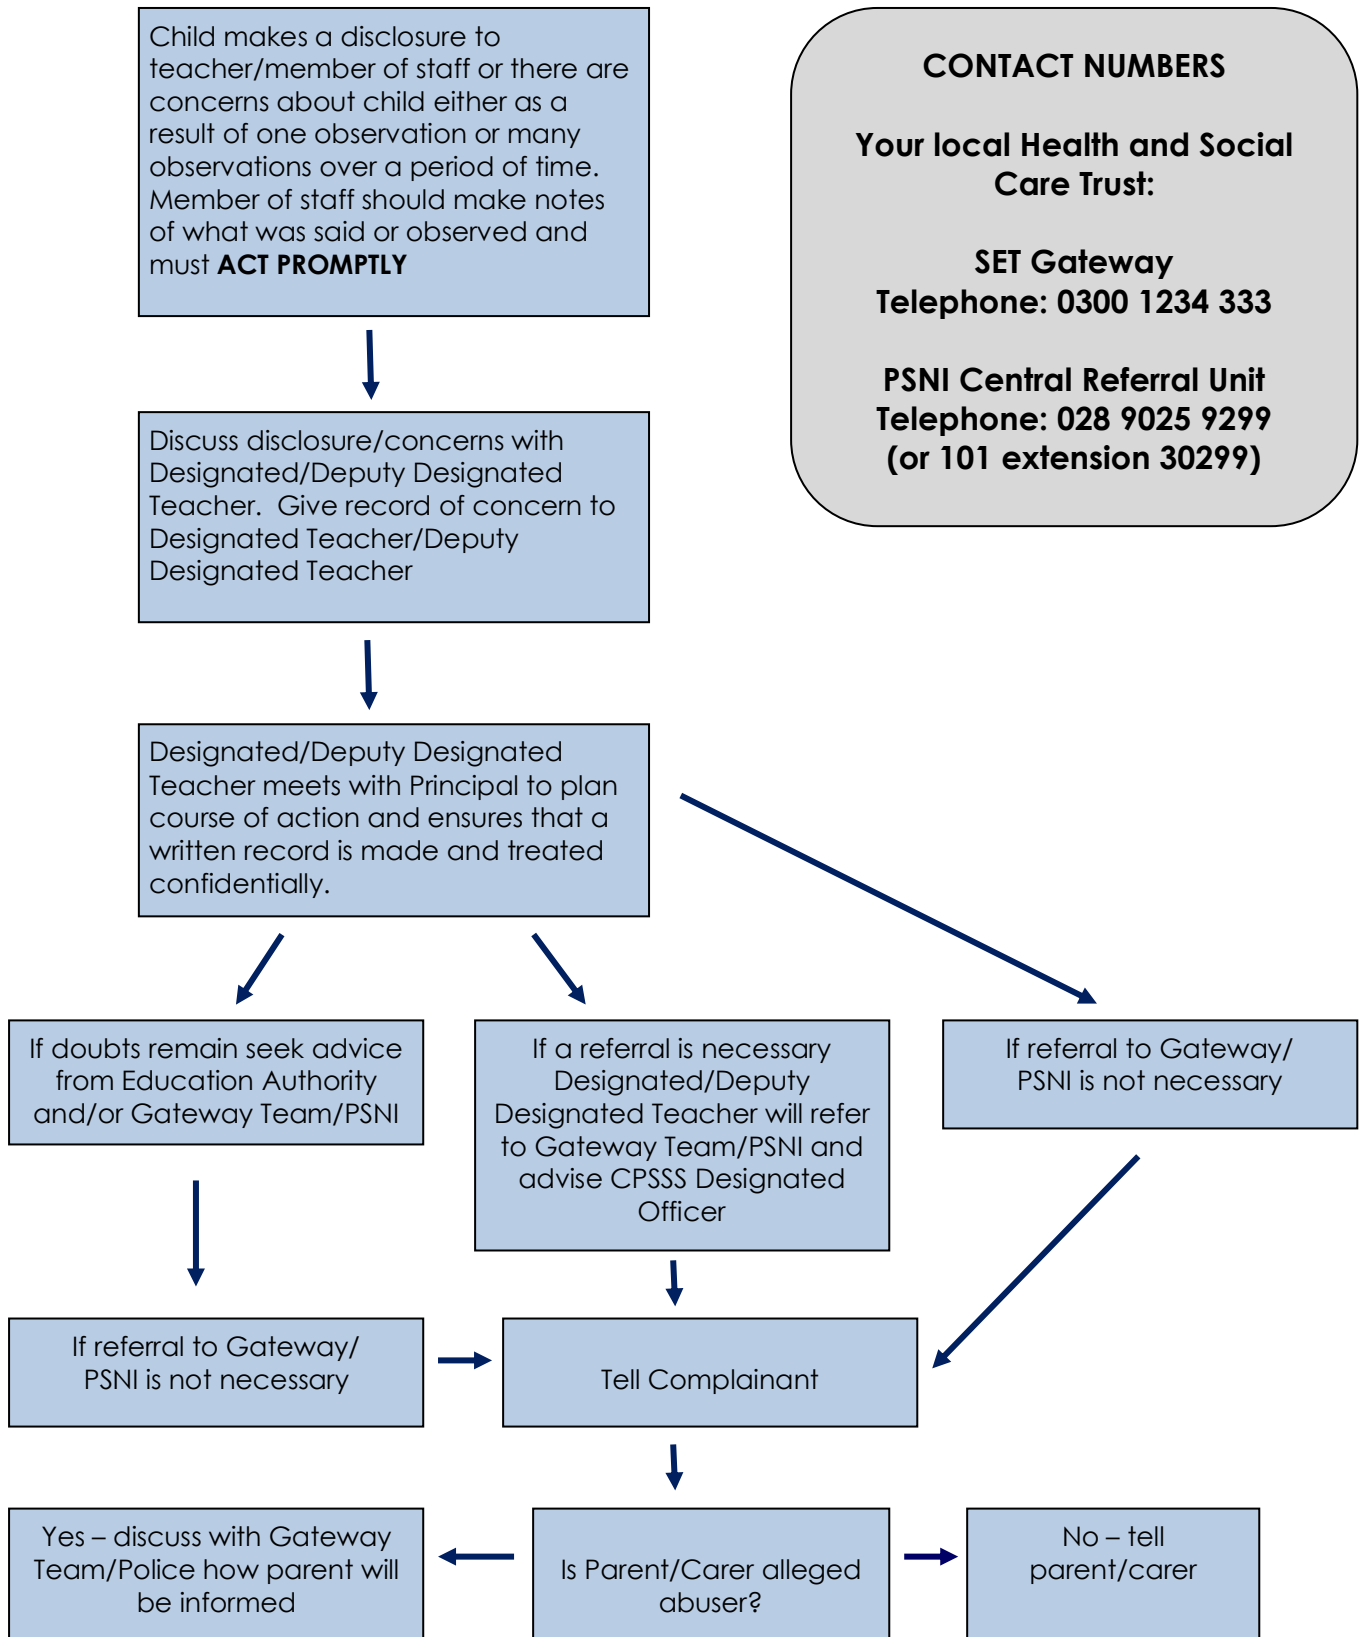 Child makes a disclosure to
teacher/member of staff or there are
concerns about child either as a
result of one observation or many
observations over a period of time.
Member of staff should make notes
of what was said or observed and
must ACT PROMPTLY
CONTACT NUMBERS
Your local Health and Social
Care Trust:
SET Gateway
Telephone: 0300 1234 333
PSNI Central Referral Unit
Telephone: 028 9025 9299
(or 101 extension 30299)
Discuss disclosure/concerns with
Designated/Deputy Designated
Teacher.  Give record of concern to
Designated Teacher/Deputy
Designated Teacher
Designated/Deputy Designated
Teacher meets with Principal to plan
course of action and ensures that a
written record is made and treated
confidentially.
If doubts remain seek advice
from Education Authority
and/or Gateway Team/PSNI
If a referral is necessary
Designated/Deputy
Designated Teacher will refer
to Gateway Team/PSNI and
advise CPSSS Designated
Officer
If referral to Gateway/
PSNI is not necessary
If referral to Gateway/
PSNI is not necessary
Tell Complainant
Yes – discuss with Gateway
Team/Police how parent will
be informed
Is Parent/Carer alleged
abuser?
No – tell
parent/carer